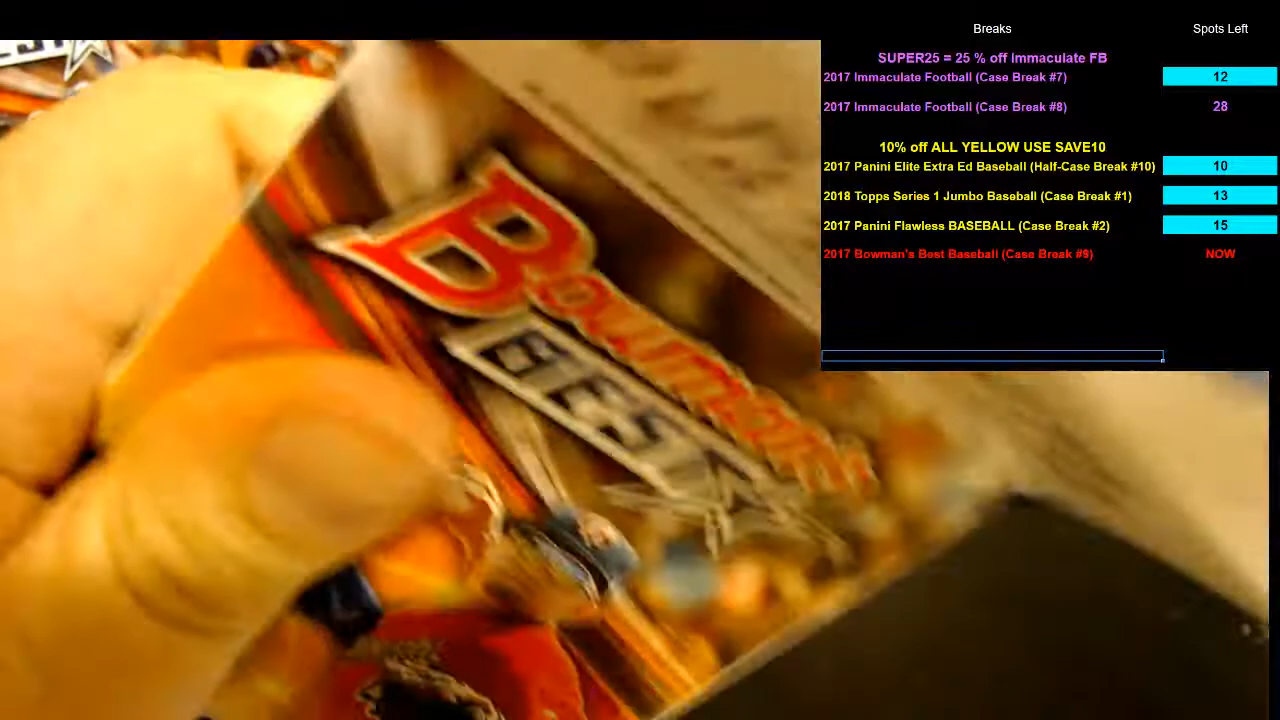 Breaks Spots Left
SUPER25 = 25 % off Immaculate FB
2017 Immaculate Football (Case Break #7) 12
2017 Immaculate Football (Case Break #8) 28
10% off ALL YELLOW USE SAVE10
2017 Panini Elite Extra Ed Baseball (Half-Case Break #10) 10
2018 Topps Series 1 Jumbo Baseball (Case Break #1) 13
2017 Panini Flawless BASEBALL (Case Break #2) 15
2017 Bowman's Best Baseball (Case Break #9) NOW
Bowman's
BEST